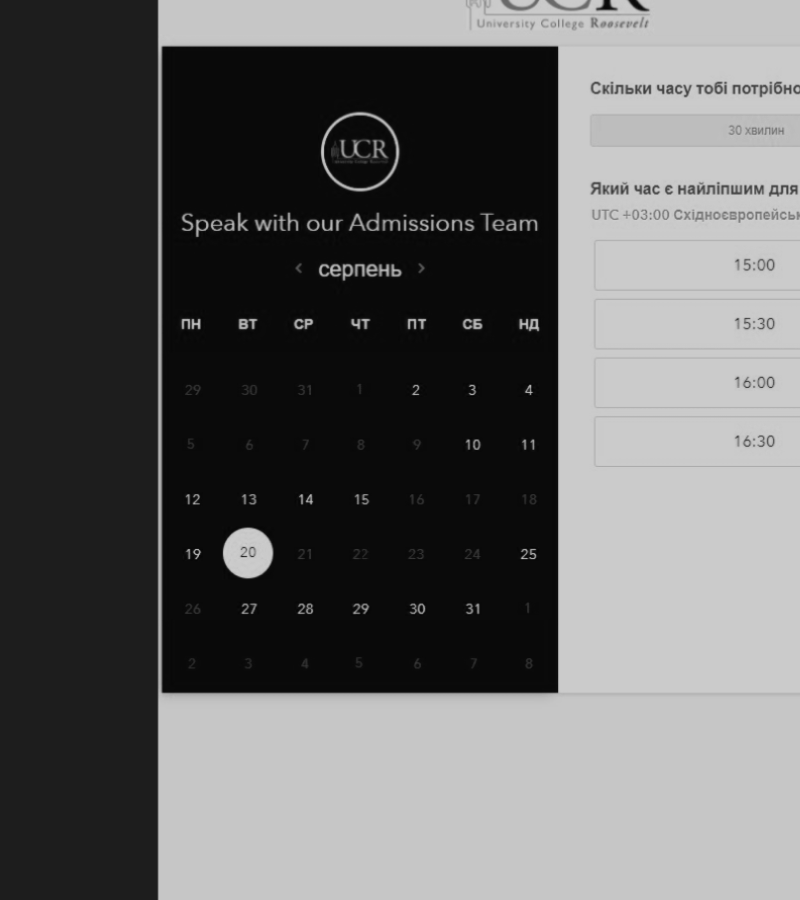 UCR
University College Roosevelt
UCR
Speak with our Admissions Team
< серпень >
ПН ВТ СР ЧТ ПТ СБ НД
29 30 31 1 2 3 4
5 6 7 8 9 10 11
12 13 14 15 16 17 18
19 20 21 22 23 24 25
26 27 28 29 30 31 1
2 3 4 5 6 7 8
Скільки часу тобі потрібно
30 хвилин
Який час є найліпшим для
UTC +03:00 Східноєвропейськ
15:00
15:30
16:00
16:30